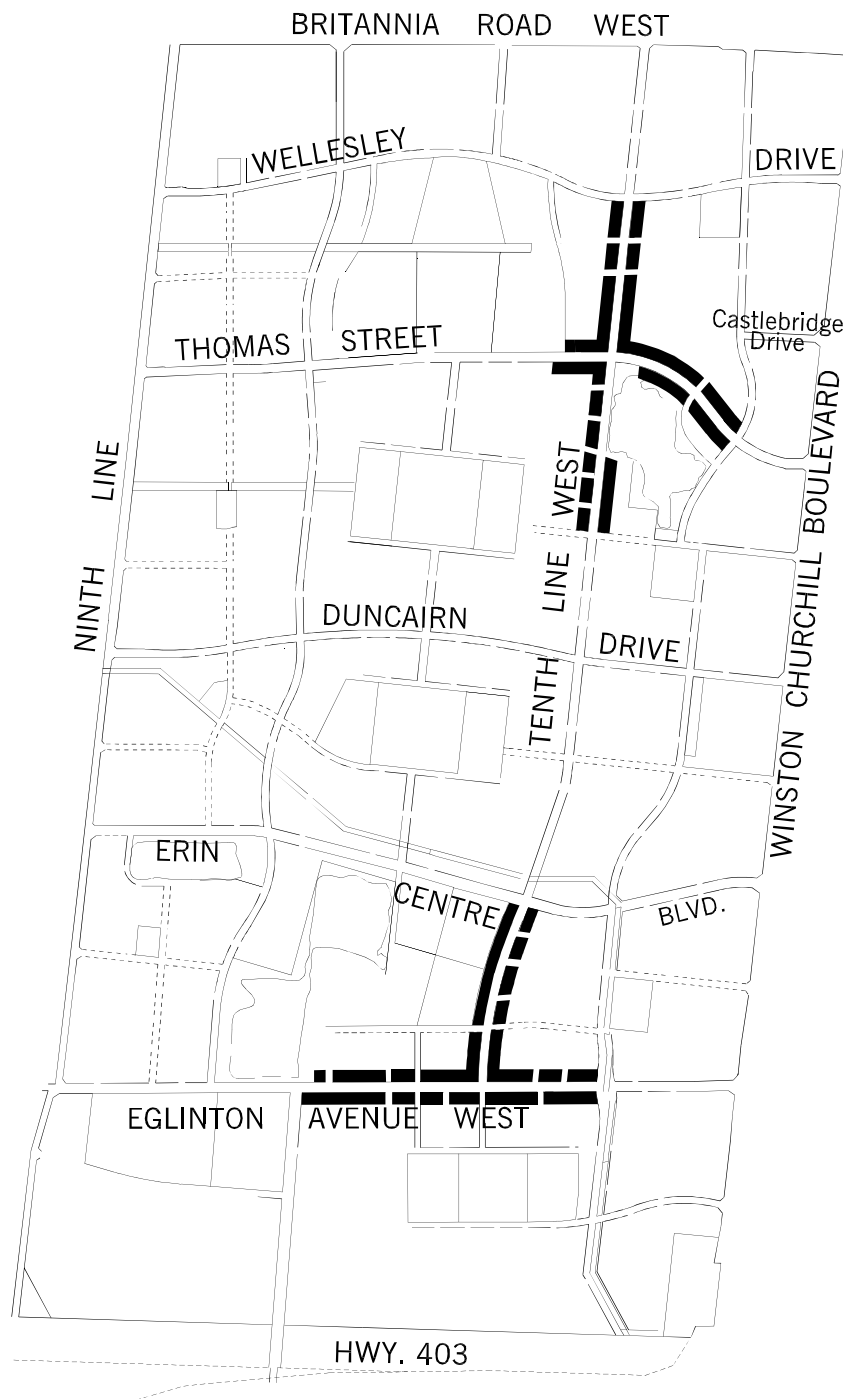 BRITANNIA ROAD WEST
WELLESLEY DRIVE
Castlebridge
Drive
THOMAS STREET
NINTH LINE
TENTH LINE WEST
WINSTON CHURCHILL BOULEVARD
DUNCAIRN DRIVE
ERIN CENTRE BLVD.
EGLINTON AVENUE WEST
HWY. 403